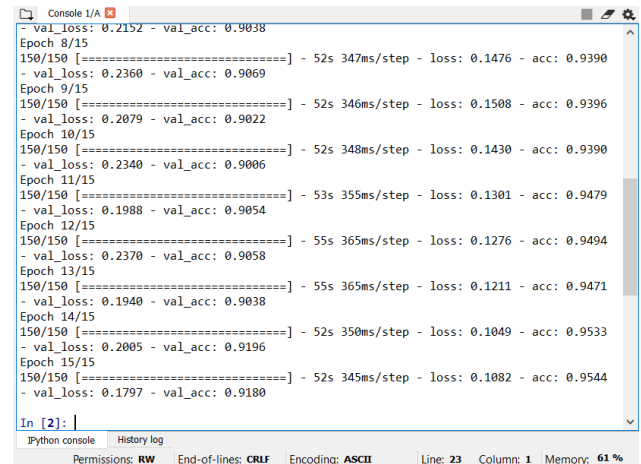 Console 1/A
- val_loss: 0.2152 - val_acc: 0.9038
Epoch 8/15
150/150 [==============================] - 52s 347ms/step - loss: 0.1476 - acc: 0.9390
- val_loss: 0.2360 - val_acc: 0.9069
Epoch 9/15
150/150 [==============================] - 52s 346ms/step - loss: 0.1508 - acc: 0.9396
- val_loss: 0.2079 - val_acc: 0.9022
Epoch 10/15
150/150 [==============================] - 52s 348ms/step - loss: 0.1430 - acc: 0.9390
- val_loss: 0.2340 - val_acc: 0.9006
Epoch 11/15
150/150 [==============================] - 53s 355ms/step - loss: 0.1301 - acc: 0.9479
- val_loss: 0.1988 - val_acc: 0.9054
Epoch 12/15
150/150 [==============================] - 55s 365ms/step - loss: 0.1276 - acc: 0.9494
- val_loss: 0.2370 - val_acc: 0.9058
Epoch 13/15
150/150 [==============================] - 55s 365ms/step - loss: 0.1211 - acc: 0.9471
- val_loss: 0.1940 - val_acc: 0.9038
Epoch 14/15
150/150 [==============================] - 52s 350ms/step - loss: 0.1049 - acc: 0.9533
- val_loss: 0.2005 - val_acc: 0.9196
Epoch 15/15
150/150 [==============================] - 52s 345ms/step - loss: 0.1082 - acc: 0.9544
- val_loss: 0.1797 - val_acc: 0.9180
In [2]:
IPython console History log
Permissions: RW End-of-lines: CRLF Encoding: ASCII Line: 23 Column: 1 Memory: 61 %